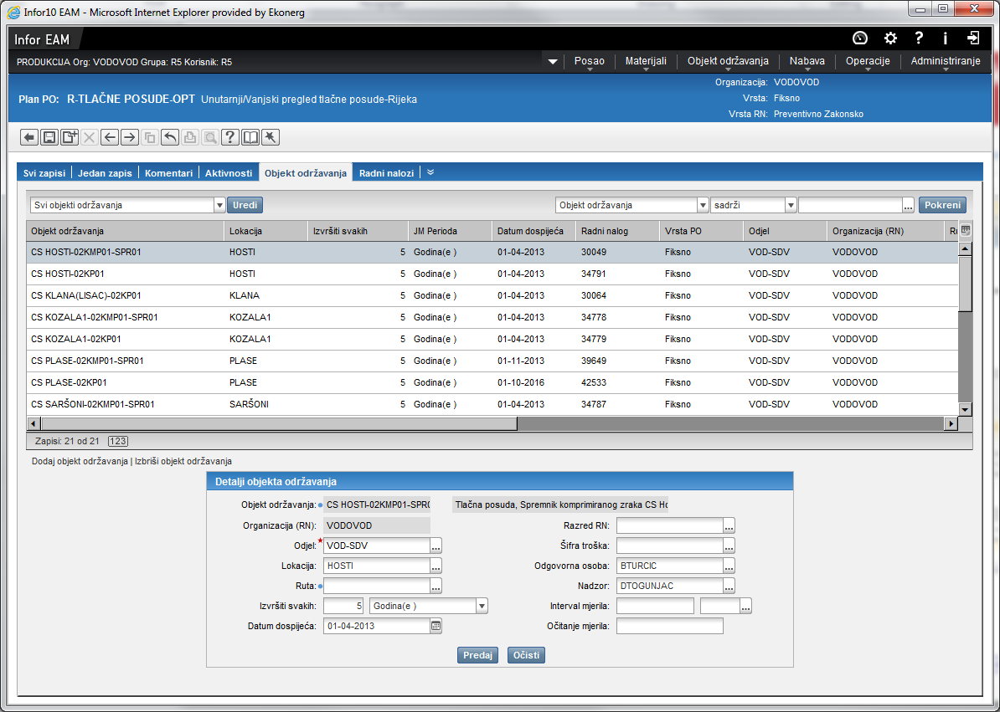 Infor10 EAM - Microsoft Internet Explorer provided by Ekonerg
Infor EAM
PRODUKCIJA Org: VODOVOD Grupa: R5 Korisnik: R5
Posao Materijali Objekt održavanja Nabava Operacije Administriranje
Plan PO: R-TLAČNE POSUDE-OPT Unutarnji/Vanjski pregled tlačne posude-Rijeka
Organizacija: VODOVOD
Vrsta: Fiksno
Vrsta RN: Preventivno Zakonsko
Svi zapisi Jedan zapis Komentari Aktivnosti Objekt održavanja Radni nalozi
Svi objekti održavanja Uredi Objekt održavanja sadrži ... Pokreni
Objekt održavanja Lokacija Izvršiti svakih JM Perioda Datum dospijeća Radni nalog Vrsta PO Odjel Organizacija (RN)
CS HOSTI-02KMP01-SPR01 HOSTI 5 Godina(e ) 01-04-2013 30049 Fiksno VOD-SDV VODOVOD
CS HOSTI-02KP01 HOSTI 5 Godina(e ) 01-04-2013 34791 Fiksno VOD-SDV VODOVOD
CS KLANA(LISAC)-02KP01 KLANA 5 Godina(e ) 01-04-2013 30064 Fiksno VOD-SDV VODOVOD
CS KOZALA1-02KMP01-SPR01 KOZALA1 5 Godina(e ) 01-04-2013 34778 Fiksno VOD-SDV VODOVOD
CS KOZALA1-02KP01 KOZALA1 5 Godina(e ) 01-04-2013 34779 Fiksno VOD-SDV VODOVOD
CS PLASE-02KMP01-SPR01 PLASE 5 Godina(e ) 01-11-2013 39649 Fiksno VOD-SDV VODOVOD
CS PLASE-02KP01 PLASE 5 Godina(e ) 01-10-2016 42533 Fiksno VOD-SDV VODOVOD
CS SARŠONI-02KMP01-SPR01 SARŠONI 5 Godina(e ) 01-04-2013 34787 Fiksno VOD-SDV VODOVOD
Zapisi: 21 od 21 123
Dodaj objekt održavanja | Izbriši objekt održavanja
Detalji objekta održavanja
Objekt održavanja: CS HOSTI-02KMP01-SPR0 Tlačna posuda, Spremnik komprimiranog zraka CS Ho
Organizacija (RN): VODOVOD Razred RN: ...
Odjel: * VOD-SDV ... Šifra troška: ...
Lokacija: HOSTI ... Odgovorna osoba: BTURCIC ...
Ruta: ... Nadzor: DTOGUNJAC ...
Izvršiti svakih: 5 Godina(e ) Interval mjerila: ...
Datum dospijeća: 01-04-2013 Očitanje mjerila:
Predaj Očisti